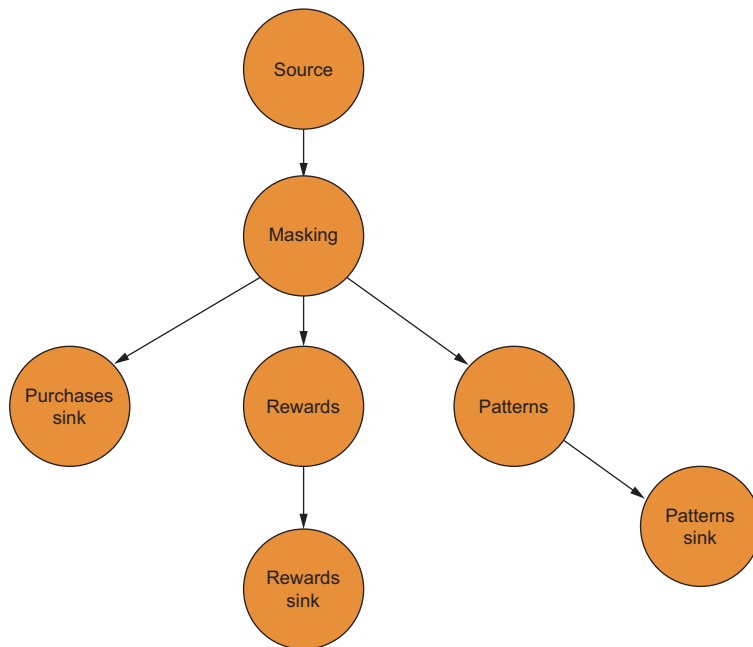 Source
Masking
Purchases
sink
Rewards
Patterns
Patterns
sink
Rewards
sink